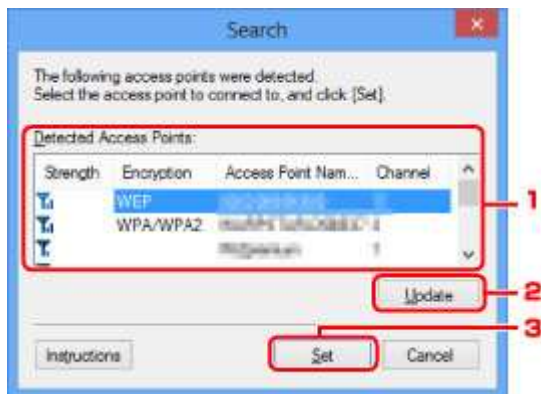 Search
The following access points were detected.
Select the access point to connect to, and click [Set].
Detected Access Points:
Strength Encryption Access Point Nam... Channel
WEP
WPA/WPA2
1
Update
2
3
Instructions Set Cancel